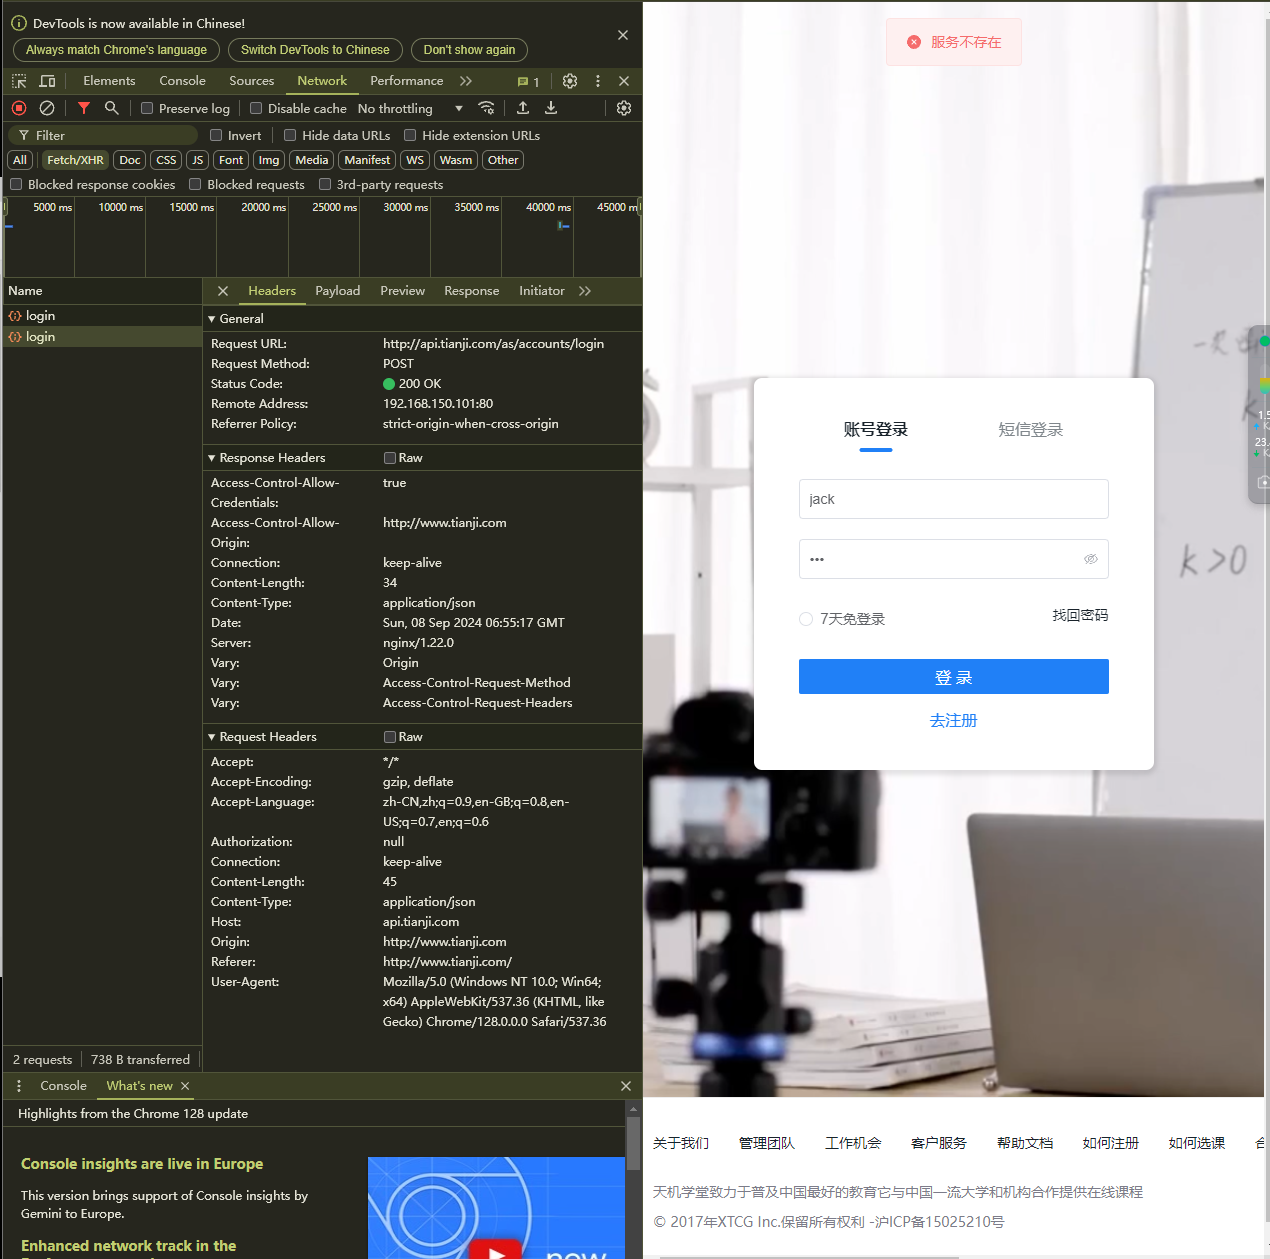 DevTools is now available in Chinese!
Always match Chrome's language
Switch DevTools to Chinese
Don't show again
Elements
Console
Sources
Network
Performance
1
Preserve log
Disable cache
No throttling
Filter
Invert
Hide data URLs
Hide extension URLs
All
Fetch/XHR
Doc
CSS
JS
Font
Img
Media
Manifest
WS
Wasm
Other
Blocked response cookies
Blocked requests
3rd-party requests
5000 ms
10000 ms
15000 ms
20000 ms
25000 ms
30000 ms
35000 ms
40000 ms
45000 m
Name
login
login
Headers
Payload
Preview
Response
Initiator
General
Request URL: http://api.tianji.com/as/accounts/login
Request Method: POST
Status Code: 200 OK
Remote Address: 192.168.150.101:80
Referrer Policy: strict-origin-when-cross-origin
Response Headers
Raw
Access-Control-Allow-Credentials: true
Access-Control-Allow-Origin: http://www.tianji.com
Connection: keep-alive
Content-Length: 34
Content-Type: application/json
Date: Sun, 08 Sep 2024 06:55:17 GMT
Server: nginx/1.22.0
Vary: Origin
Vary: Access-Control-Request-Method
Vary: Access-Control-Request-Headers
Request Headers
Raw
Accept: */*
Accept-Encoding: gzip, deflate
Accept-Language: zh-CN,zh;q=0.9,en-GB;q=0.8,en-
US;q=0.7,en;q=0.6
Authorization: null
Connection: keep-alive
Content-Length: 45
Content-Type: application/json
Host: api.tianji.com
Origin: http://www.tianji.com
Referer: http://www.tianji.com/
User-Agent: Mozilla/5.0 (Windows NT 10.0; Win64;
x64) AppleWebKit/537.36 (KHTML, like
Gecko) Chrome/128.0.0.0 Safari/537.36
2 requests
738 B transferred
Console
What's new
Highlights from the Chrome 128 update
Console insights are live in Europe
This version brings support of Console insights by
Gemini to Europe.
Enhanced network track in the
new
服务不存在
账号登录
短信登录
jack
•••
7天免登录
找回密码
登 录
去注册
k>0
1.5
23.
关于我们
管理团队
工作机会
客户服务
帮助文档
如何注册
如何选课
天机学堂致力于普及中国最好的教育它与中国一流大学和机构合作提供在线课程
© 2017年XTCG Inc.保留所有权利 -沪ICP备15025210号